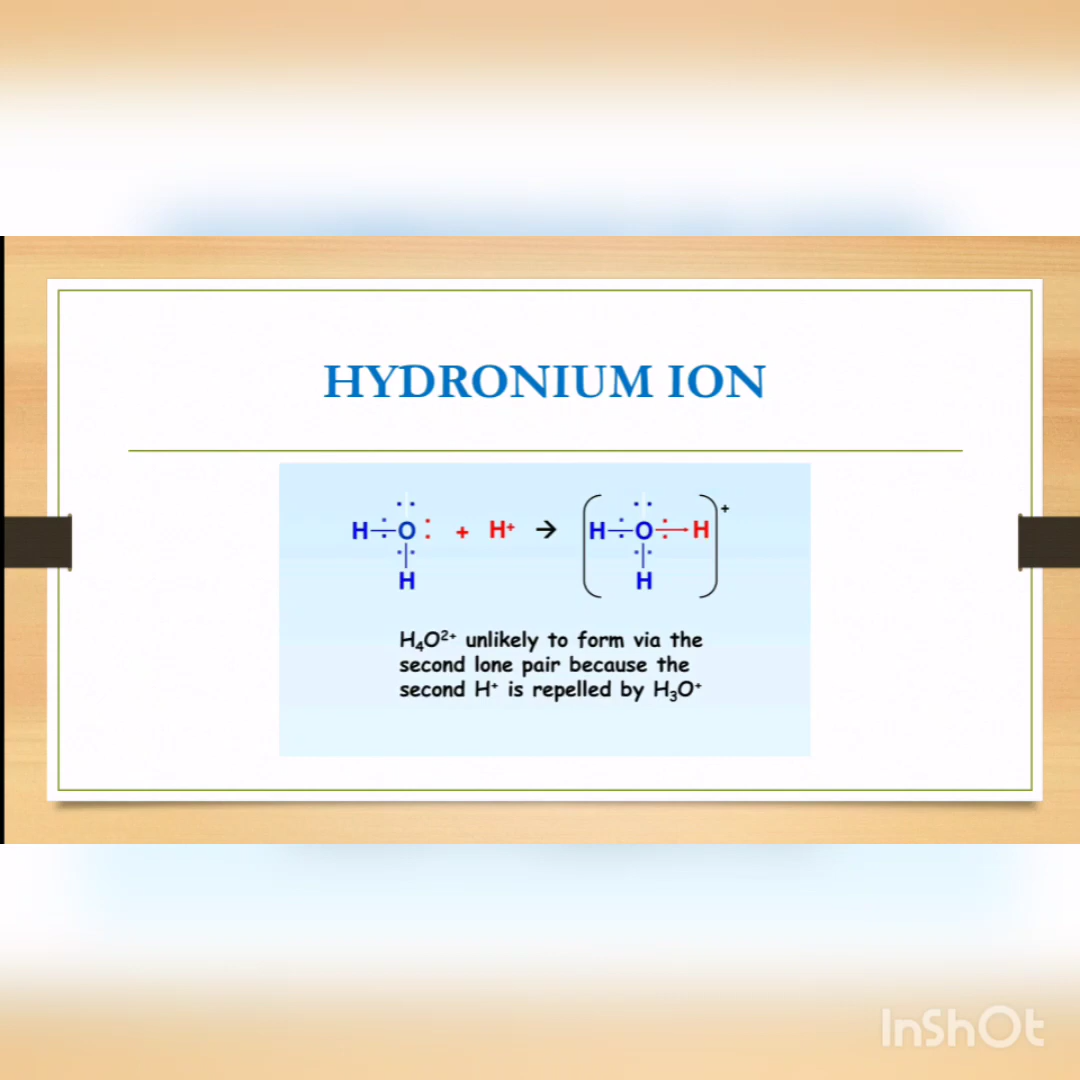 HYDRONIUM ION
H÷O: + H⁺ → (H÷O:→H)⁺
H H
H₄O²⁺ unlikely to form via the
second lone pair because the
second H⁺ is repelled by H₃O⁺
InShOt